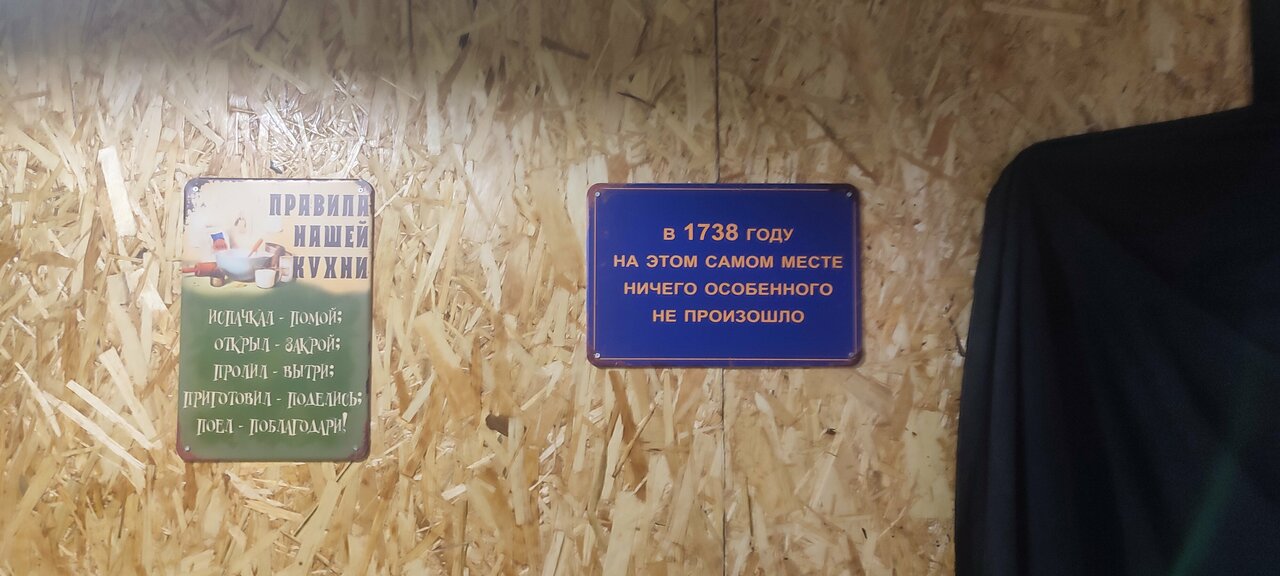 ПРАВИЛА
НАШЕЙ
КУХНИ
ИСПАЧКАЛ - ПОМОЙ;
ОТКРЫЛ - ЗАКРОЙ;
ПРОЛИЛ - ВЫТРИ;
ПРИГОТОВИЛ - ПОДЕЛИСЬ;
ПОЕЛ - ПОБЛАГОДАРИ!
В 1738 ГОДУ
НА ЭТОМ САМОМ МЕСТЕ
НИЧЕГО ОСОБЕННОГО
НЕ ПРОИЗОШЛО